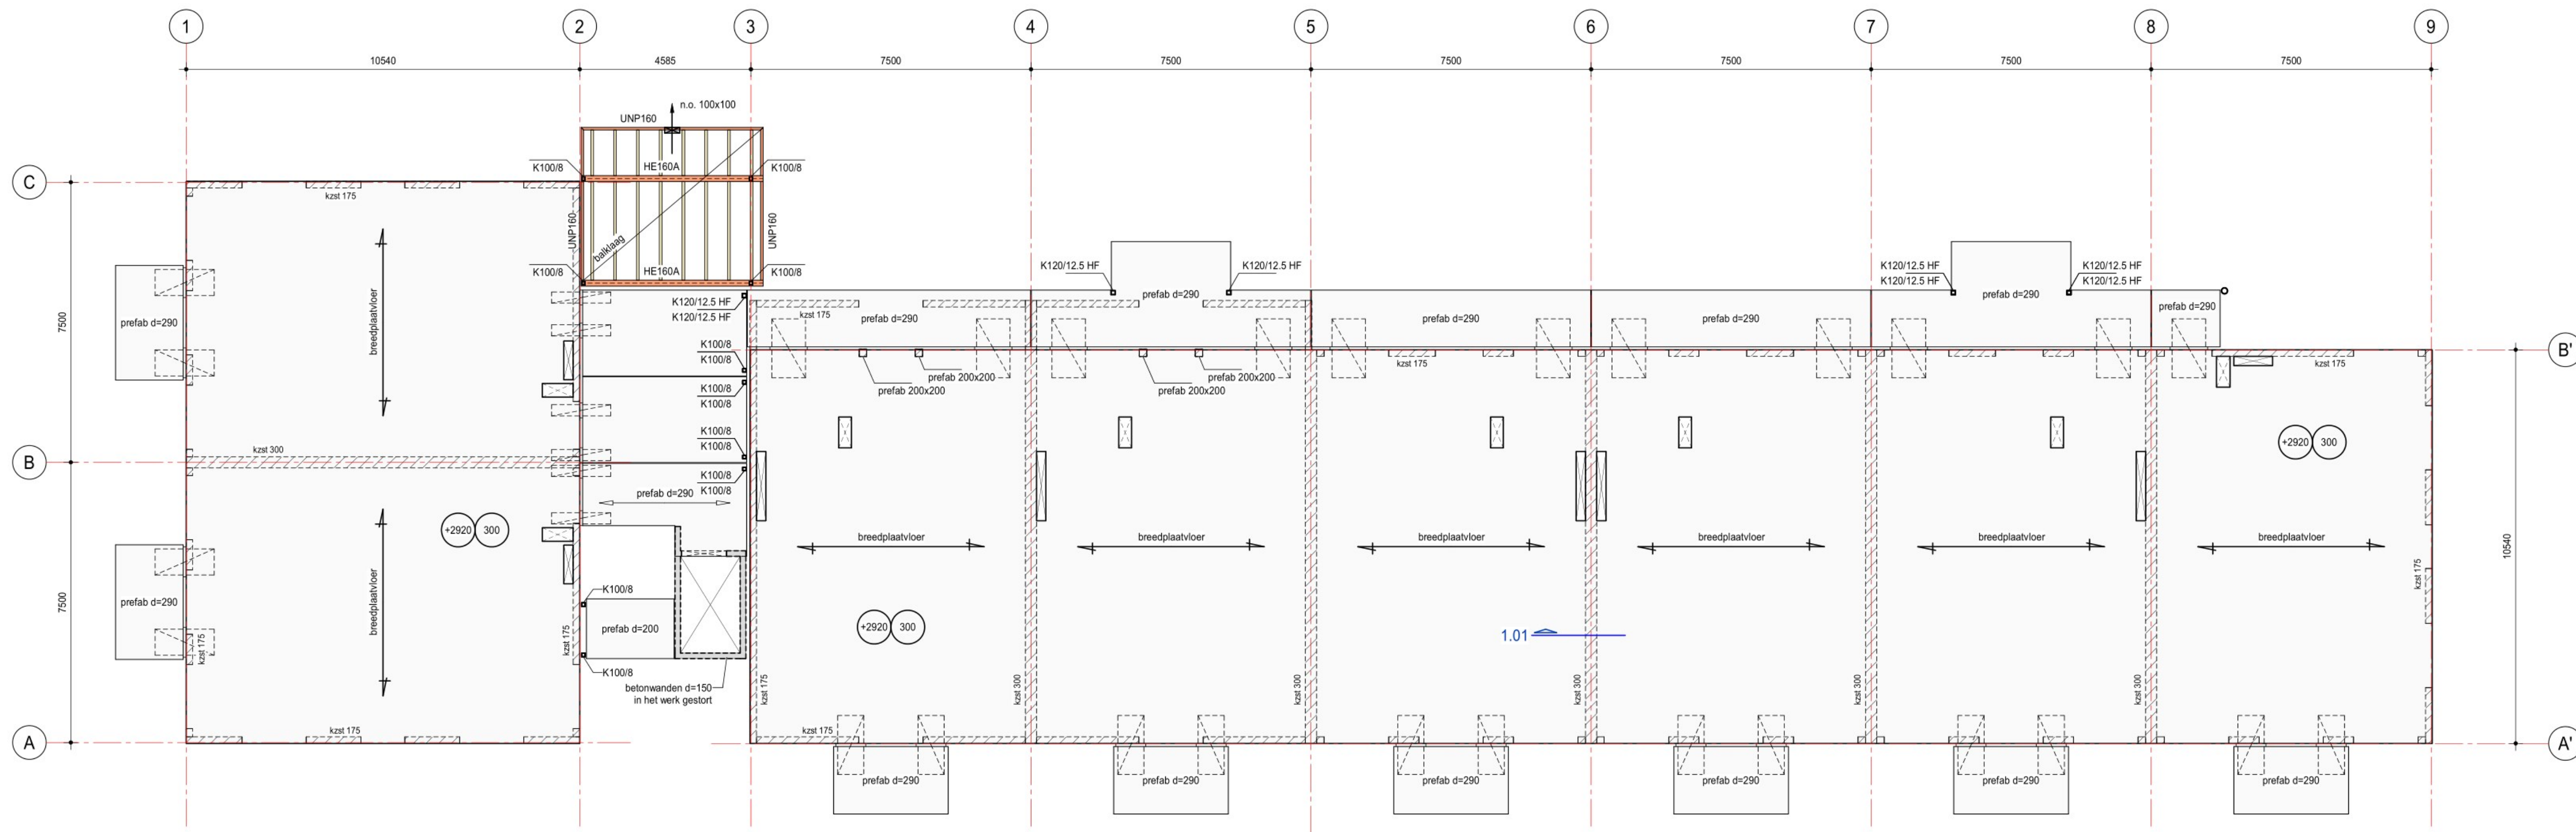 1 2 3 4 5 6 7 8 9
10540 4585 7500 7500 7500 7500 7500 7500
n.o. 100x100
UNP160
K100/8 HE160A K100/8
C
kzst 175
UNP160
UNP160
balklaag
K100/8 HE160A K100/8
breedplaatvloer
7500
prefab d=290
K120/12.5 HF
K120/12.5 HF
kzst 175
prefab d=290
K120/12.5 HF K120/12.5 HF
prefab d=290
prefab d=290
prefab d=290
K120/12.5 HF K120/12.5 HF
K120/12.5 HF K120/12.5 HF
prefab d=290
prefab d=290
K100/8
K100/8
K100/8
K100/8
prefab 200x200
prefab 200x200
prefab 200x200
prefab 200x200
kzst 175
kzst 175
B'
K100/8
K100/8
K100/8
K100/8
B
kzst 300
+2920 300
prefab d=290
+2920 300
breedplaatvloer
breedplaatvloer
breedplaatvloer
breedplaatvloer
breedplaatvloer
breedplaatvloer
breedplaatvloer
10540
7500
prefab d=290
kzst 175
K100/8
prefab d=200
K100/8
kzst 175
kzst 175
+2920 300
1.01
betonwanden d=150
in het werk gestort
kzst 175
kzst 300
kzst 300
kzst 300
kzst 300
kzst 300
A
kzst 175
kzst 175
A'
prefab d=290
prefab d=290
prefab d=290
prefab d=290
prefab d=290
prefab d=290